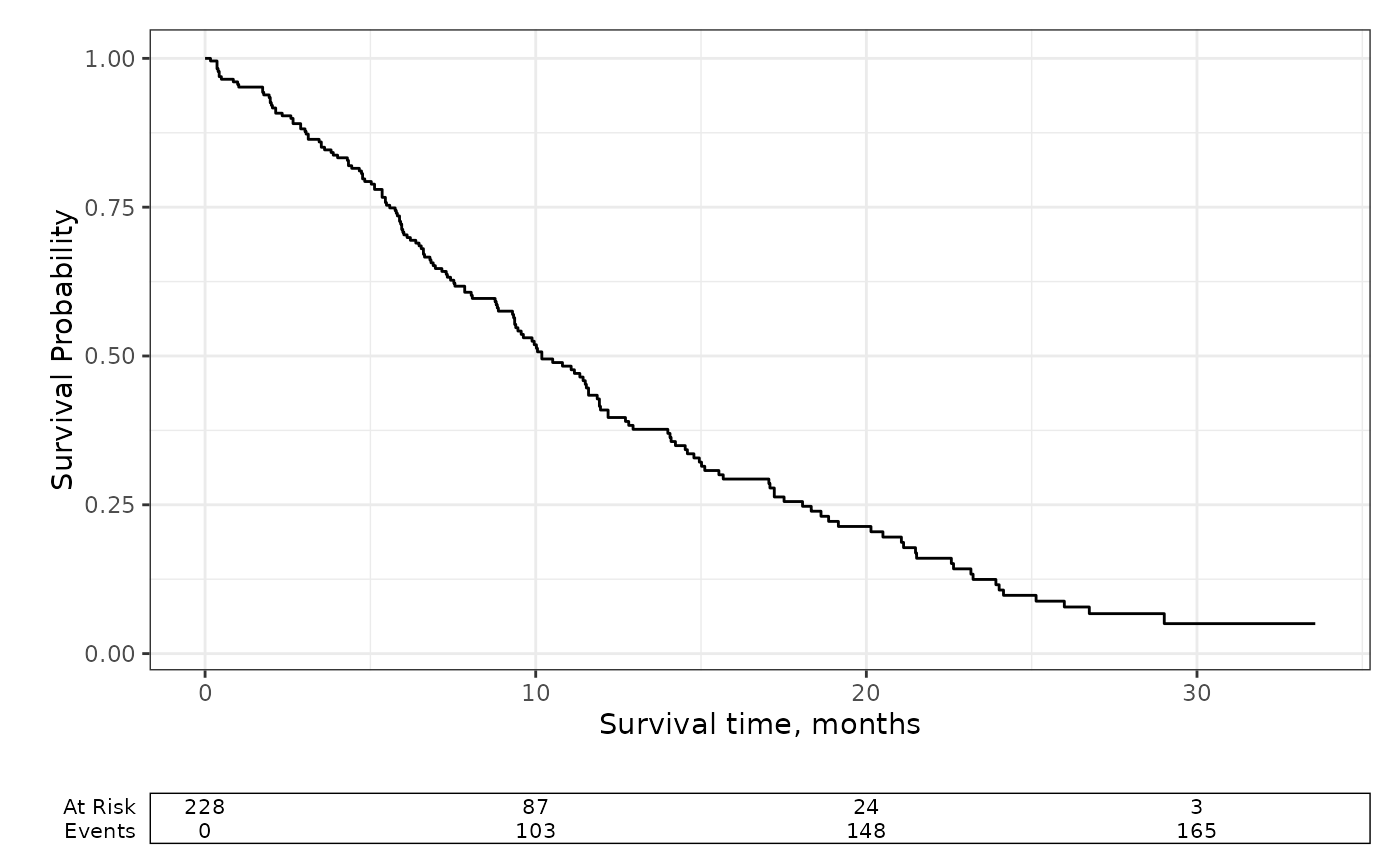 1.00
0.75
0.50
0.25
0.00
Survival Probability
0 10 20 30
Survival time, months
At Risk 228 87 24 3
Events 0 103 148 165